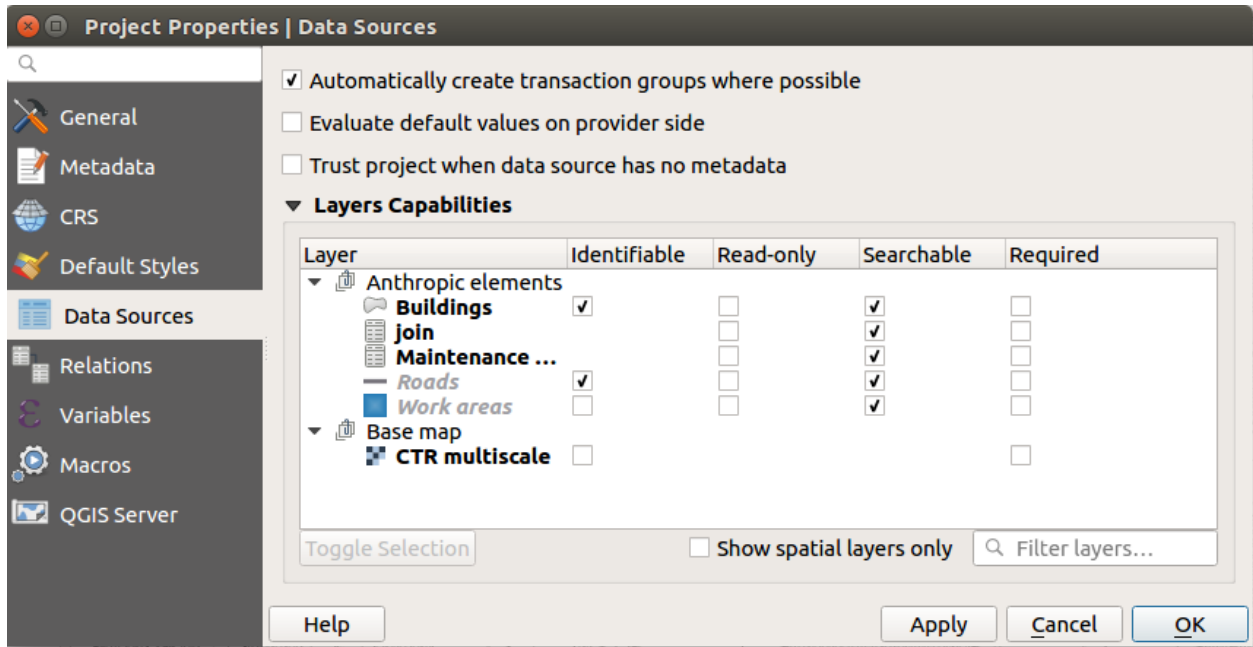 Project Properties | Data Sources
General
Metadata
CRS
Default Styles
Data Sources
Relations
Variables
Macros
QGIS Server
Automatically create transaction groups where possible
Evaluate default values on provider side
Trust project when data source has no metadata
Layers Capabilities
Layer Identifiable Read-only Searchable Required
Anthropic elements
Buildings
join
Maintenance ...
Roads
Work areas
Base map
CTR multiscale
Toggle Selection Show spatial layers only Filter layers...
Help Apply Cancel OK